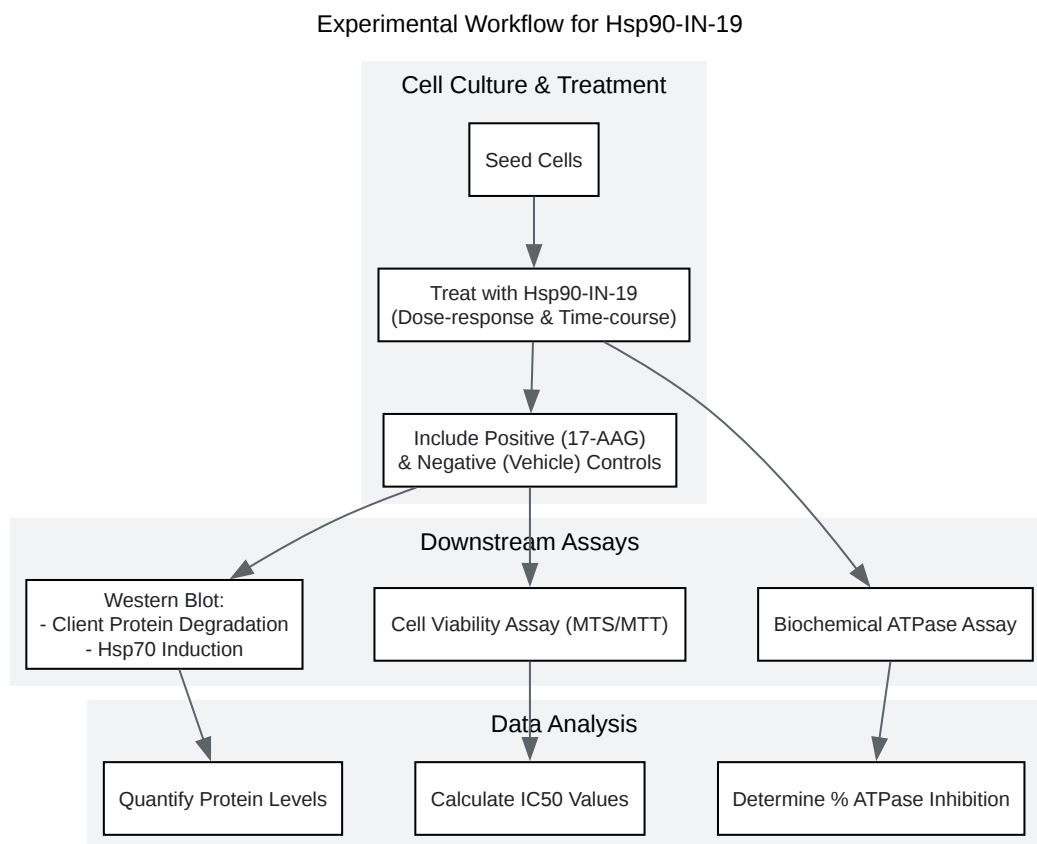 Experimental Workflow for Hsp90-IN-19
Cell Culture & Treatment
Seed Cells
Treat with Hsp90-IN-19
(Dose-response & Time-course)
Include Positive (17-AAG)
& Negative (Vehicle) Controls
Downstream Assays
Western Blot:
- Client Protein Degradation
- Hsp70 Induction
Cell Viability Assay (MTS/MTT)
Biochemical ATPase Assay
Data Analysis
Quantify Protein Levels
Calculate IC50 Values
Determine % ATPase Inhibition